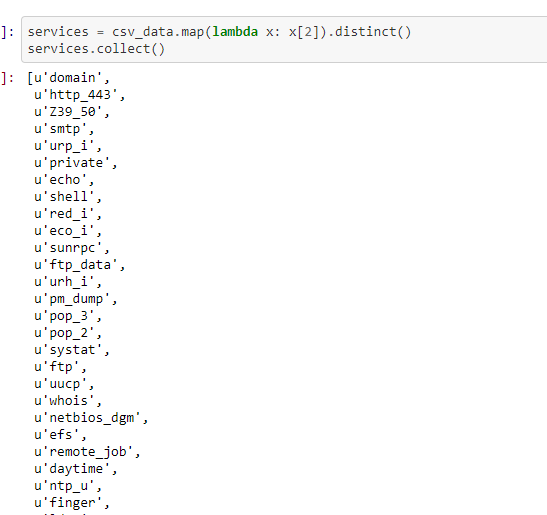 ]: services = csv_data.map(lambda x: x[2]).distinct()
services.collect()
]: [u'domain',
u'http_443',
u'Z39_50',
u'smtp',
u'urp_i',
u'private',
u'echo',
u'shell',
u'red_i',
u'eco_i',
u'sunrpc',
u'ftp_data',
u'urh_i',
u'pm_dump',
u'pop_3',
u'pop_2',
u'systat',
u'ftp',
u'uucp',
u'whois',
u'netbios_dgm',
u'efs',
u'remote_job',
u'daytime',
u'ntp_u',
u'finger',